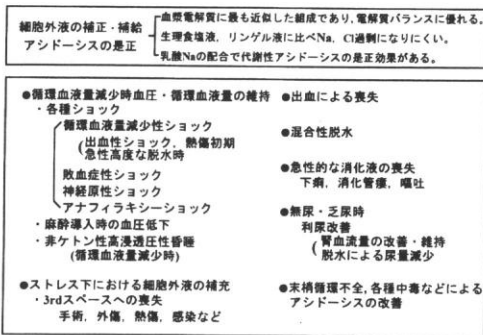 細胞外液の補正・補給
アシドーシスの是正
血漿電解質に最も近似した組成であり,電解質バランスに優れる。
生理食塩液,リンゲル液に比べNa, Cl過剰になりにくい。
乳酸Naの配合で代謝性アシドーシスの是正効果がある。
●循環血液量減少時血圧・循環血液量の維持
・各種ショック
循環血液量減少性ショック
(出血性ショック, 熱傷初期
急性高度な脱水時
敗血症性ショック
神経原性ショック
アナフィラキシーショック
・麻酔導入時の血圧低下
・非ケトン性高浸透圧性昏睡
(循環血液量減少時)
●ストレス下における細胞外液の補充
・3rdスペースへの喪失
手術, 外傷, 熱傷, 感染など
●出血による喪失
●混合性脱水
●急性的な消化液の喪失
下痢, 消化管瘻, 嘔吐
●無尿・乏尿時
利尿改善
(腎血流量の改善・維持
脱水による尿量減少
●末梢循環不全,各種中毒などによる
アシドーシスの改善